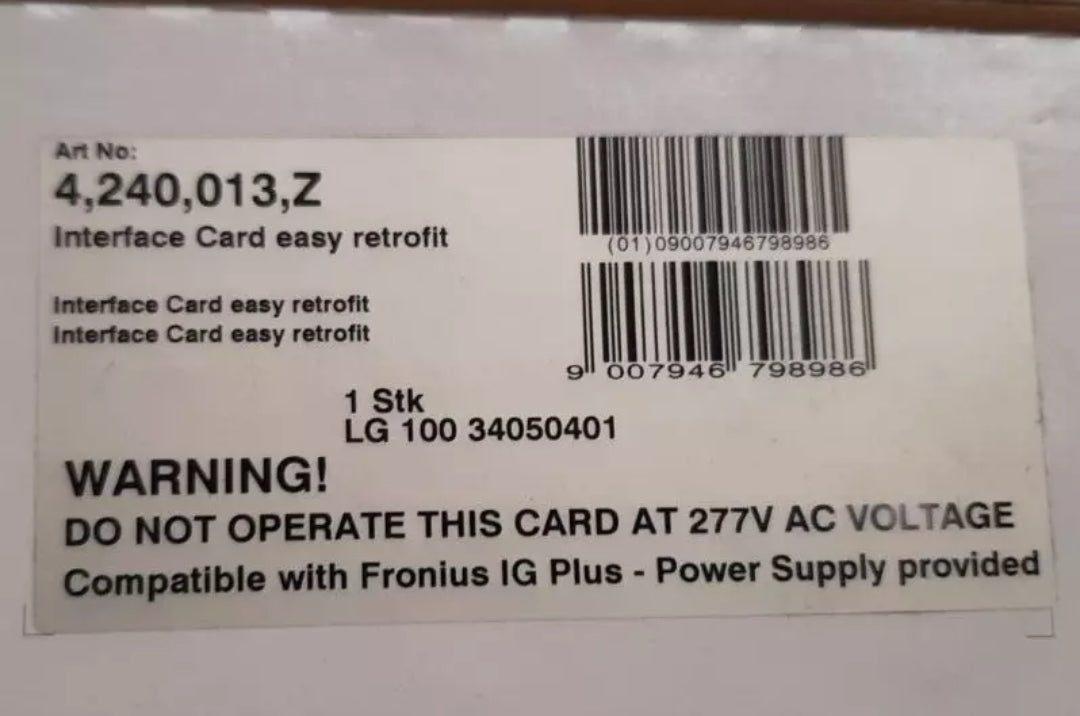 Art No:
4,240,013,Z
Interface Card easy retrofit
(01)09007946798986
Interface Card easy retrofit
Interface Card easy retrofit
9 007946 798986
1 Stk
LG 100 34050401
WARNING!
DO NOT OPERATE THIS CARD AT 277V AC VOLTAGE
Compatible with Fronius IG Plus - Power Supply provided